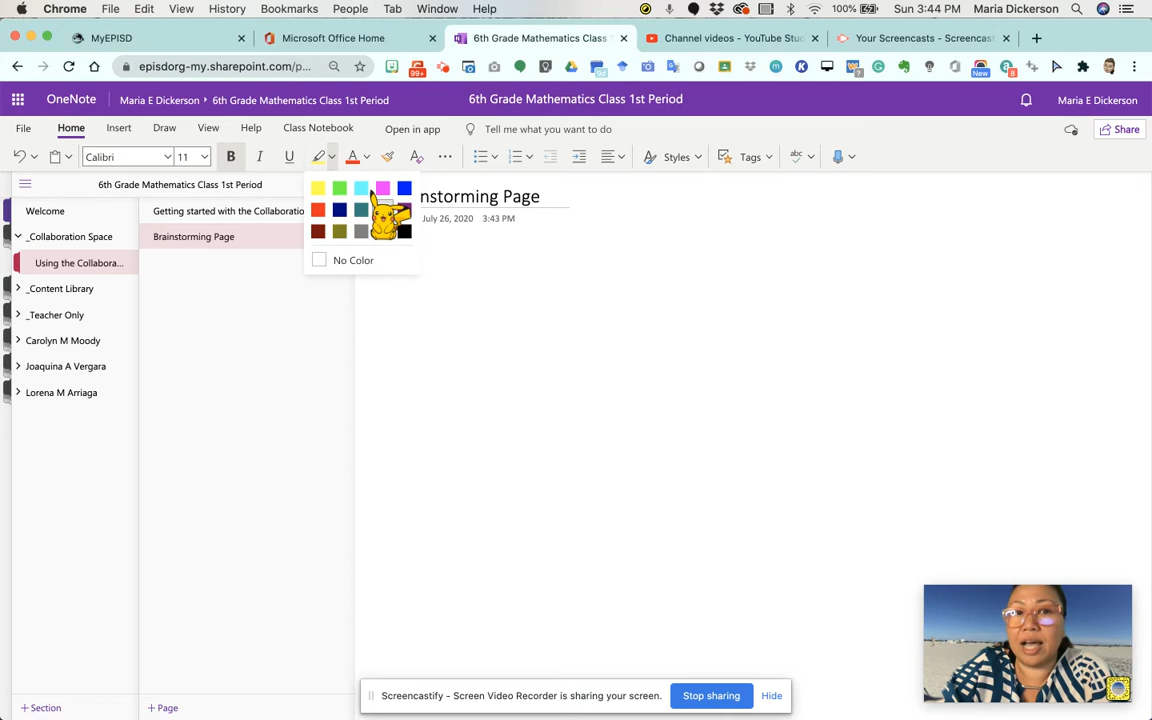 Chrome File Edit View History Bookmarks People Tab Window Help 100% Sun 3:44 PM Maria Dickerson
MyEPISD Microsoft Office Home 6th Grade Mathematics Class Channel videos - YouTube Stu Your Screencasts - Screencast
episdorg-my.sharepoint.com/p... 99+ New 8
OneNote Maria E Dickerson 6th Grade Mathematics Class 1st Period 6th Grade Mathematics Class 1st Period Maria E Dickerson
File Home Insert Draw View Help Class Notebook Open in app Tell me what you want to do Share
Calibri 11 B I U A Styles Tags abc
6th Grade Mathematics Class 1st Period
nstorming Page
Welcome Getting started with the Collaboratio
July 26, 2020 3:43 PM
_Collaboration Space Brainstorming Page
Using the Collabora...
No Color
_Content Library
_Teacher Only
Carolyn M Moody
Joaquina A Vergara
Lorena M Arriaga
Screencastify - Screen Video Recorder is sharing your screen. Stop sharing Hide
+ Section + Page